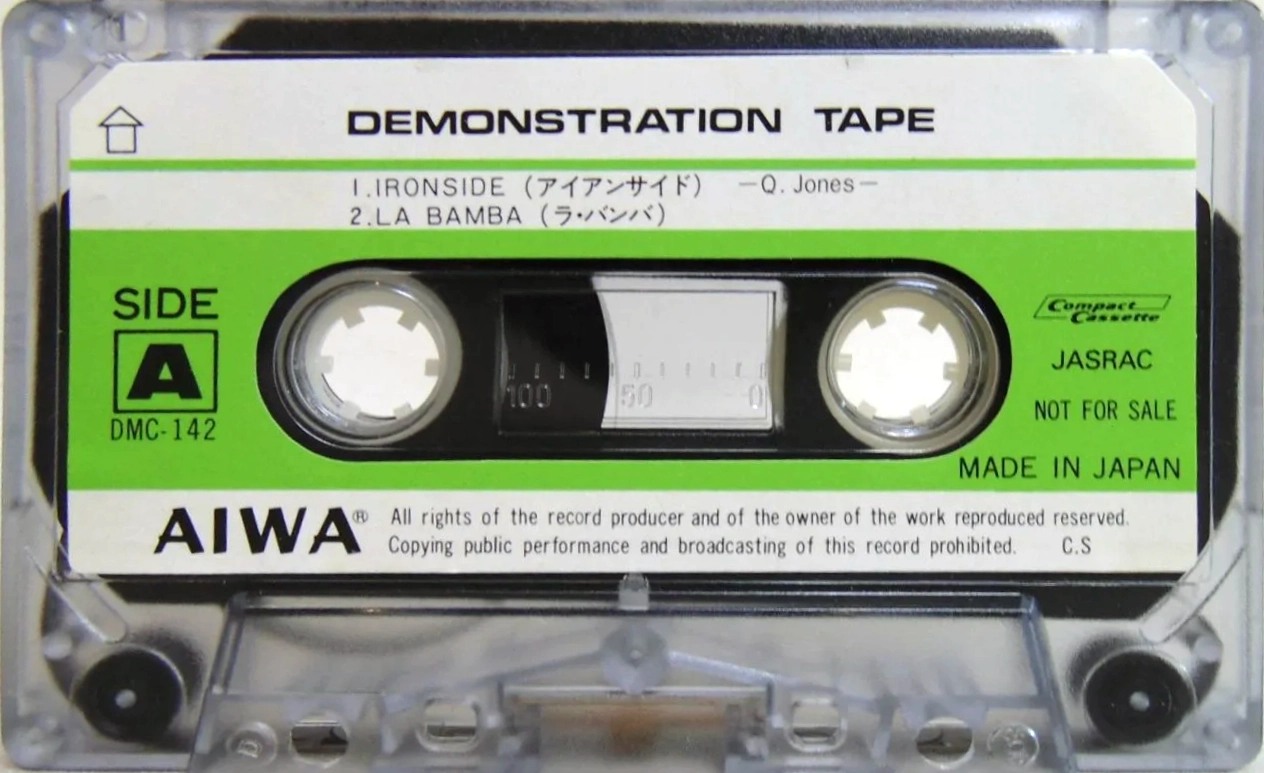 DEMONSTRATION TAPE
1.IRONSIDE (アイアンサイド) —Q. Jones—
2.LA BAMBA (ラ・バンバ)
SIDE
A
DMC-142
100 50 0
Compact
Cassette
JASRAC
NOT FOR SALE
MADE IN JAPAN
AIWA®
All rights of the record producer and of the owner of the work reproduced reserved.
Copying public performance and broadcasting of this record prohibited. C.S